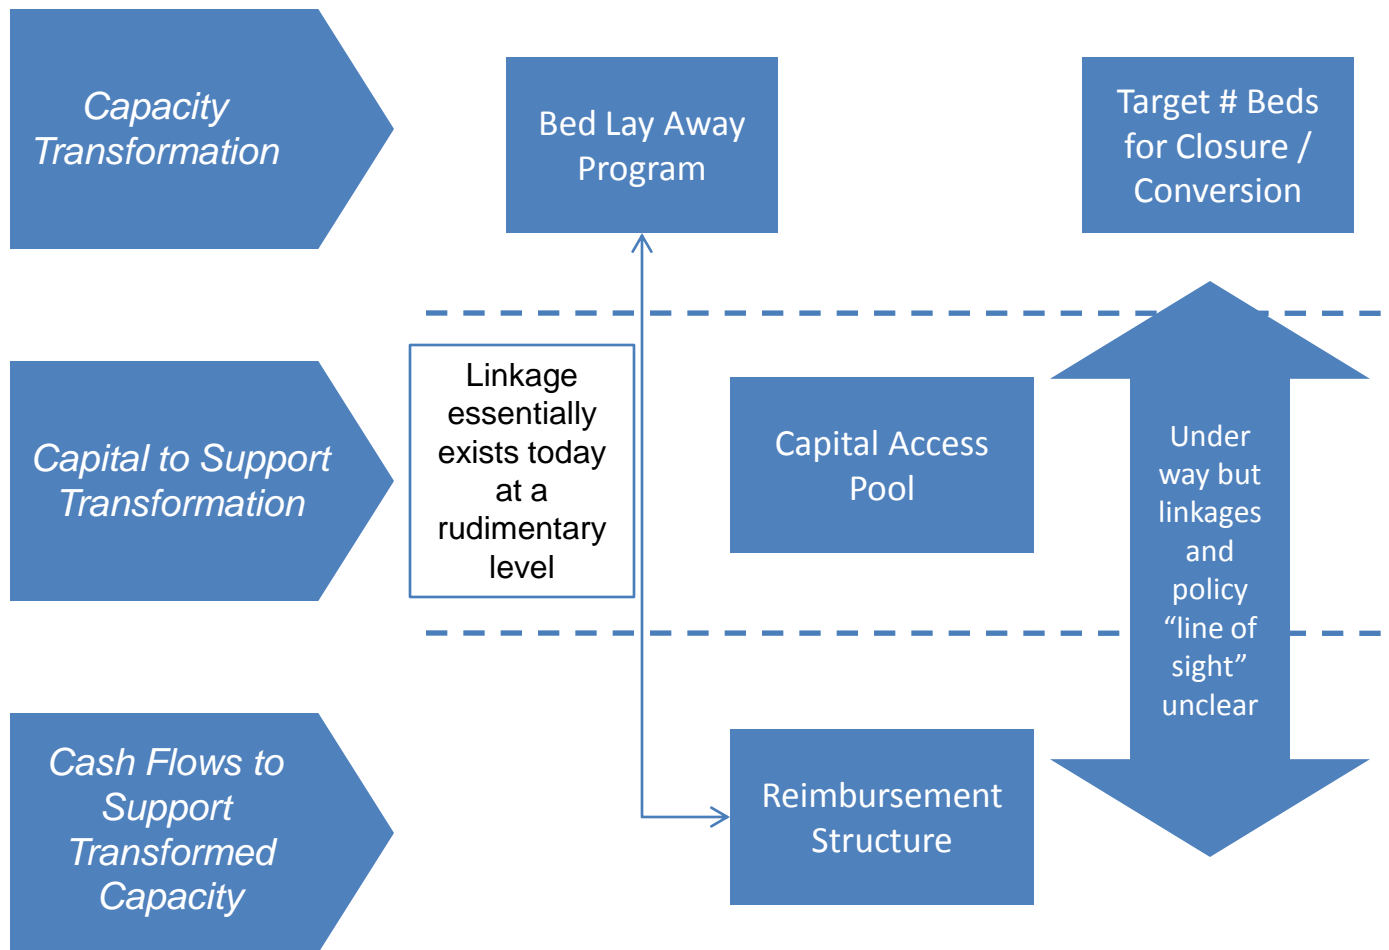 Capacity
Transformation
Bed Lay Away
Program
Target # Beds
for Closure /
Conversion
Capital to Support
Transformation
Linkage
essentially
exists today
at a
rudimentary
level
Capital Access
Pool
Under
way but
linkages
and
policy
“line of
sight”
unclear
Cash Flows to
Support
Transformed
Capacity
Reimbursement
Structure